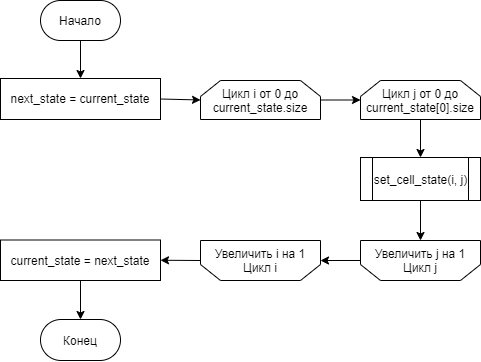 Начало
next_state = current_state
Цикл i от 0 до
current_state.size
Цикл j от 0 до
current_state[0].size
set_cell_state(i, j)
Увеличить j на 1
Цикл j
Увеличить i на 1
Цикл i
current_state = next_state
Конец